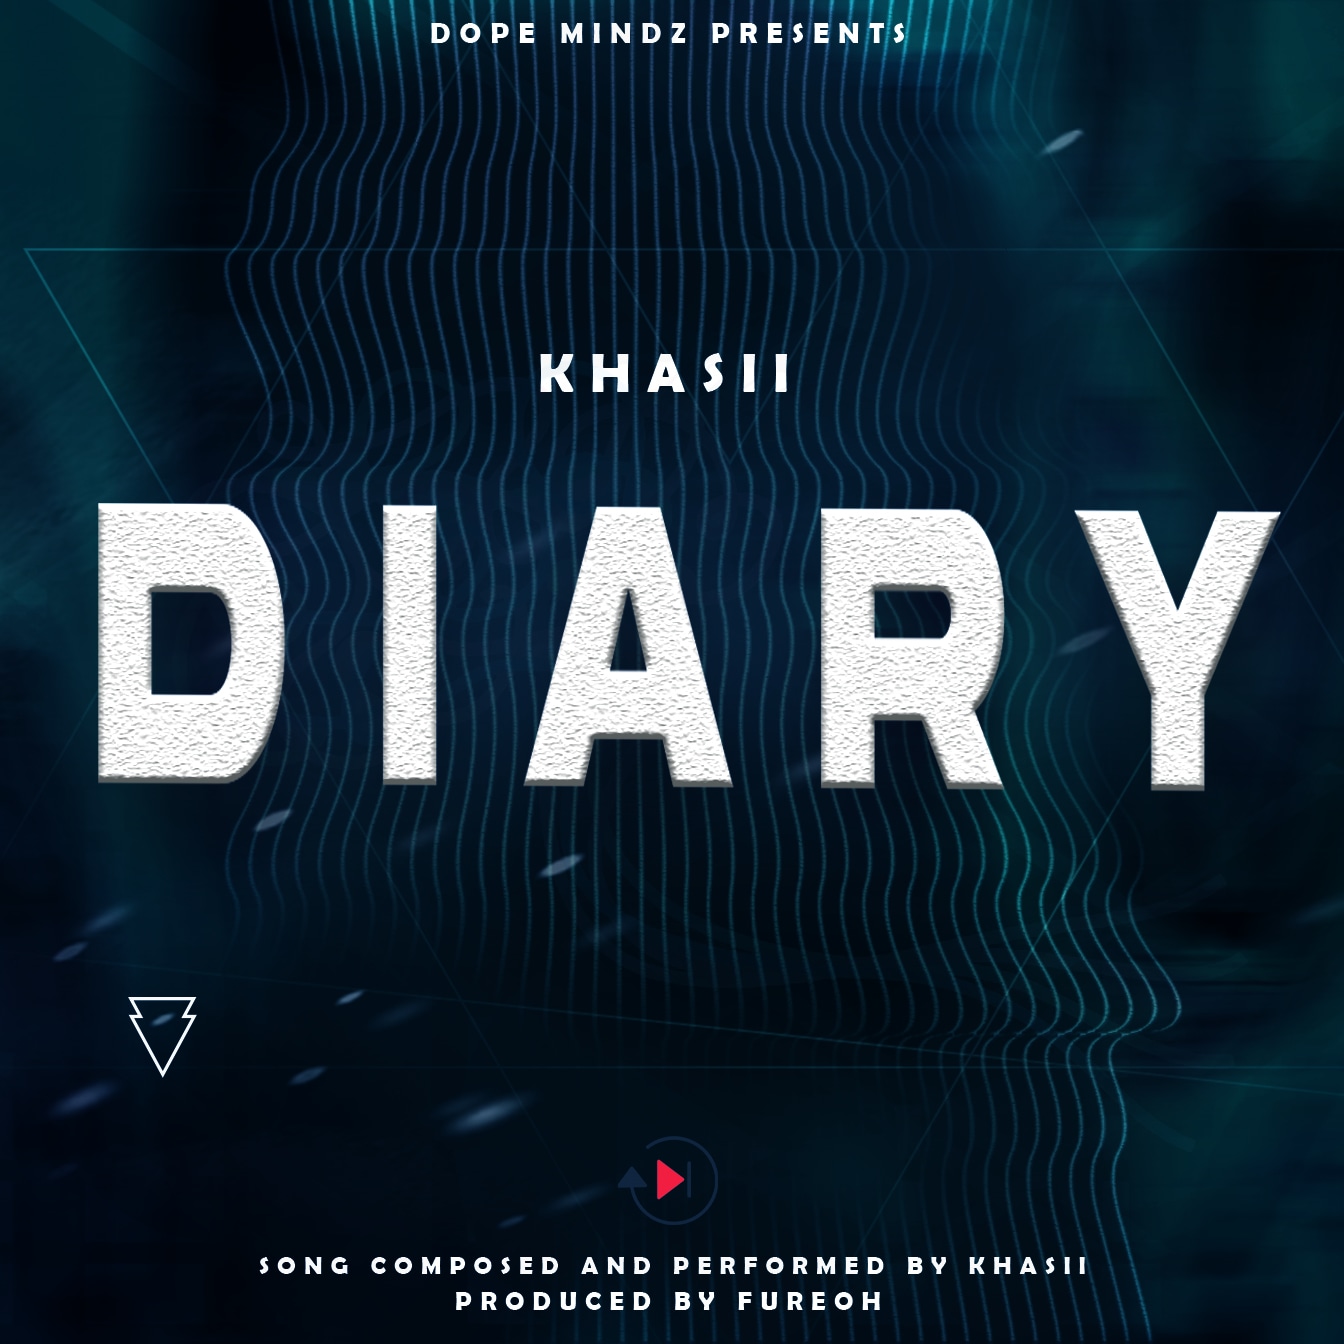 DOPE MINDZ PRESENTS
KHASII
DIARY
SONG COMPOSED AND PERFORMED BY KHASII
PRODUCED BY FUREOH